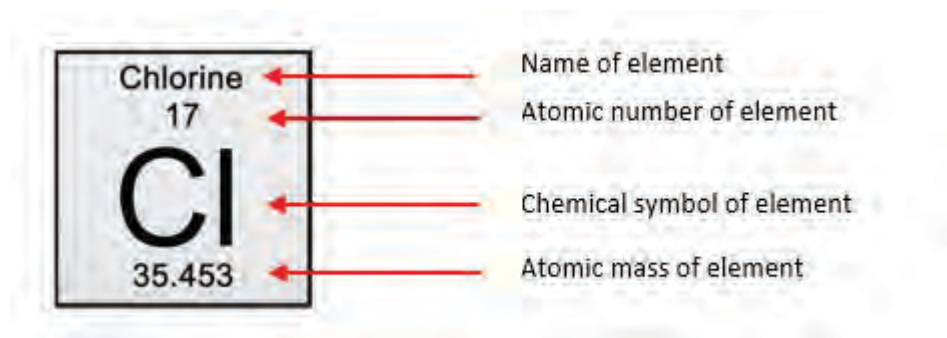 Chlorine
17
Cl
35.453
Name of element
Atomic number of element
Chemical symbol of element
Atomic mass of element